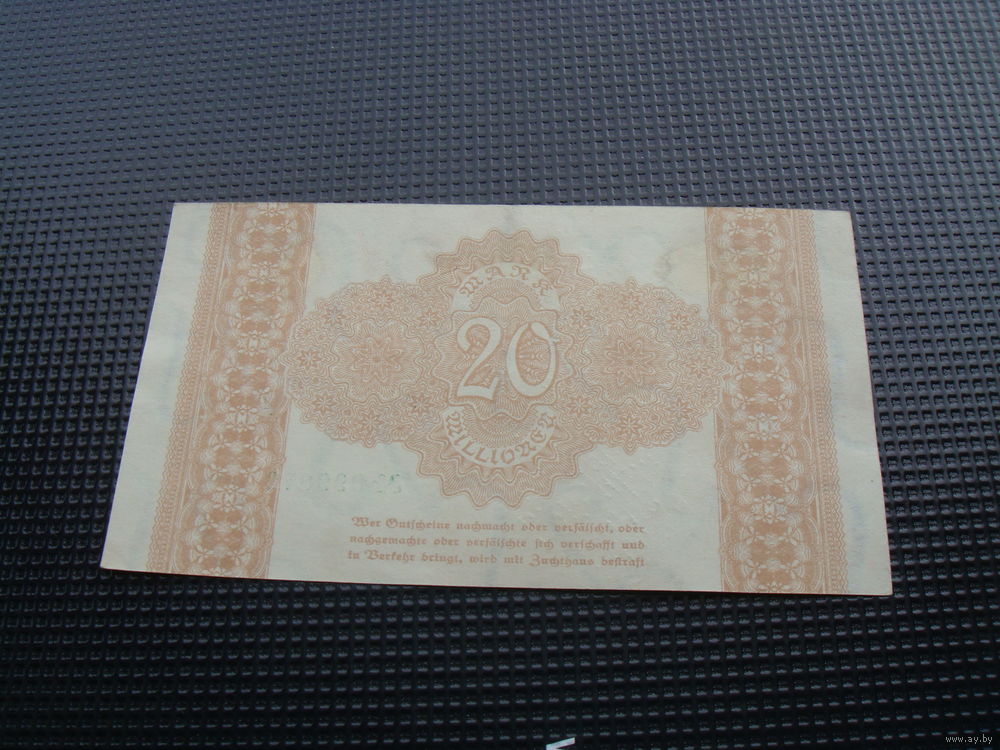 MARK
20
MILLIONEN
Wer Gutscheine nachmacht oder verfälscht, oder
nachgemachte oder verfälschte sich verschafft und
in Verkehr bringt, wird mit Zuchthaus bestraft
www.ay.by